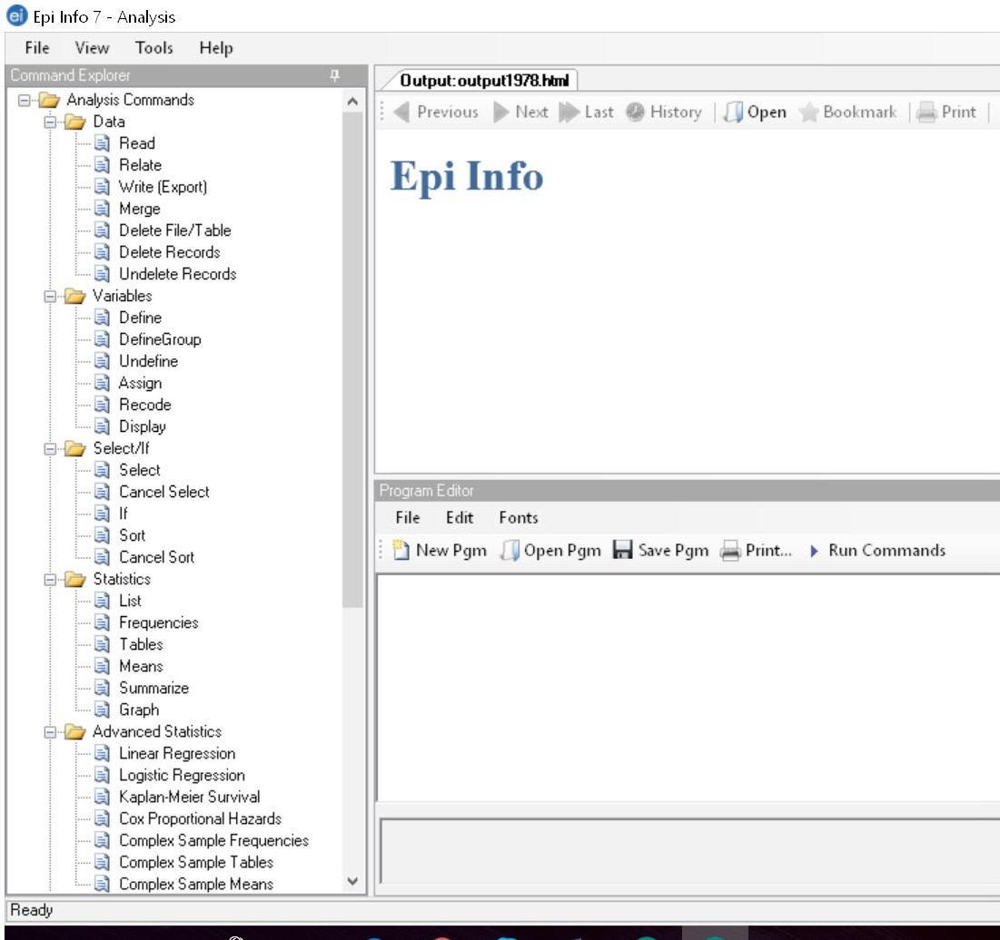 ei Epi Info 7 - Analysis
File View Tools Help
Command Explorer
Analysis Commands
Data
Read
Relate
Write (Export)
Merge
Delete File/Table
Delete Records
Undelete Records
Variables
Define
DefineGroup
Undefine
Assign
Recode
Display
Select/If
Select
Cancel Select
If
Sort
Cancel Sort
Statistics
List
Frequencies
Tables
Means
Summarize
Graph
Advanced Statistics
Linear Regression
Logistic Regression
Kaplan-Meier Survival
Cox Proportional Hazards
Complex Sample Frequencies
Complex Sample Tables
Complex Sample Means
Output:output1978.html
Previous Next Last History Open Bookmark Print
Epi Info
Program Editor
File Edit Fonts
New Pgm Open Pgm Save Pgm Print... Run Commands
Ready